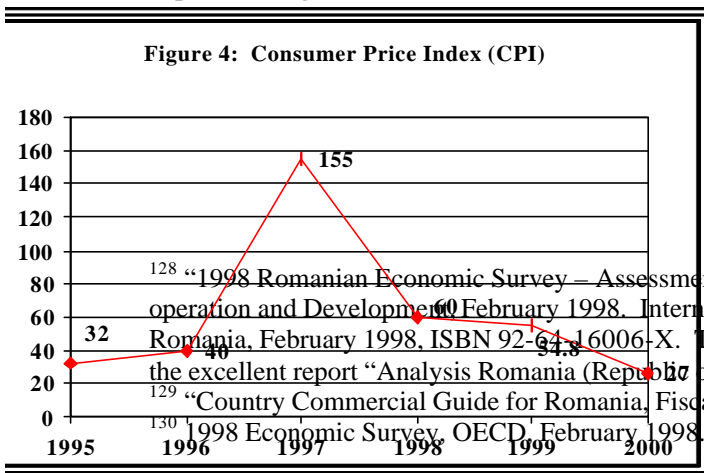 Figure 4: Consumer Price Index (CPI)
180
160
155
140
120
100
80
128 “1998 Romanian Economic Survey – Assessme
60
operation and Development, February 1998. Intern
60
32
Romania, February 1998, ISBN 92-64-16006-X. T
40
40
54.8
the excellent report “Analysis Romania (Republic o
20
27
129 “Country Commercial Guide for Romania, Fisca
0
130 1998 Economic Survey, OECD, February 1998.
1995 1996 1997 1998 1999 2000